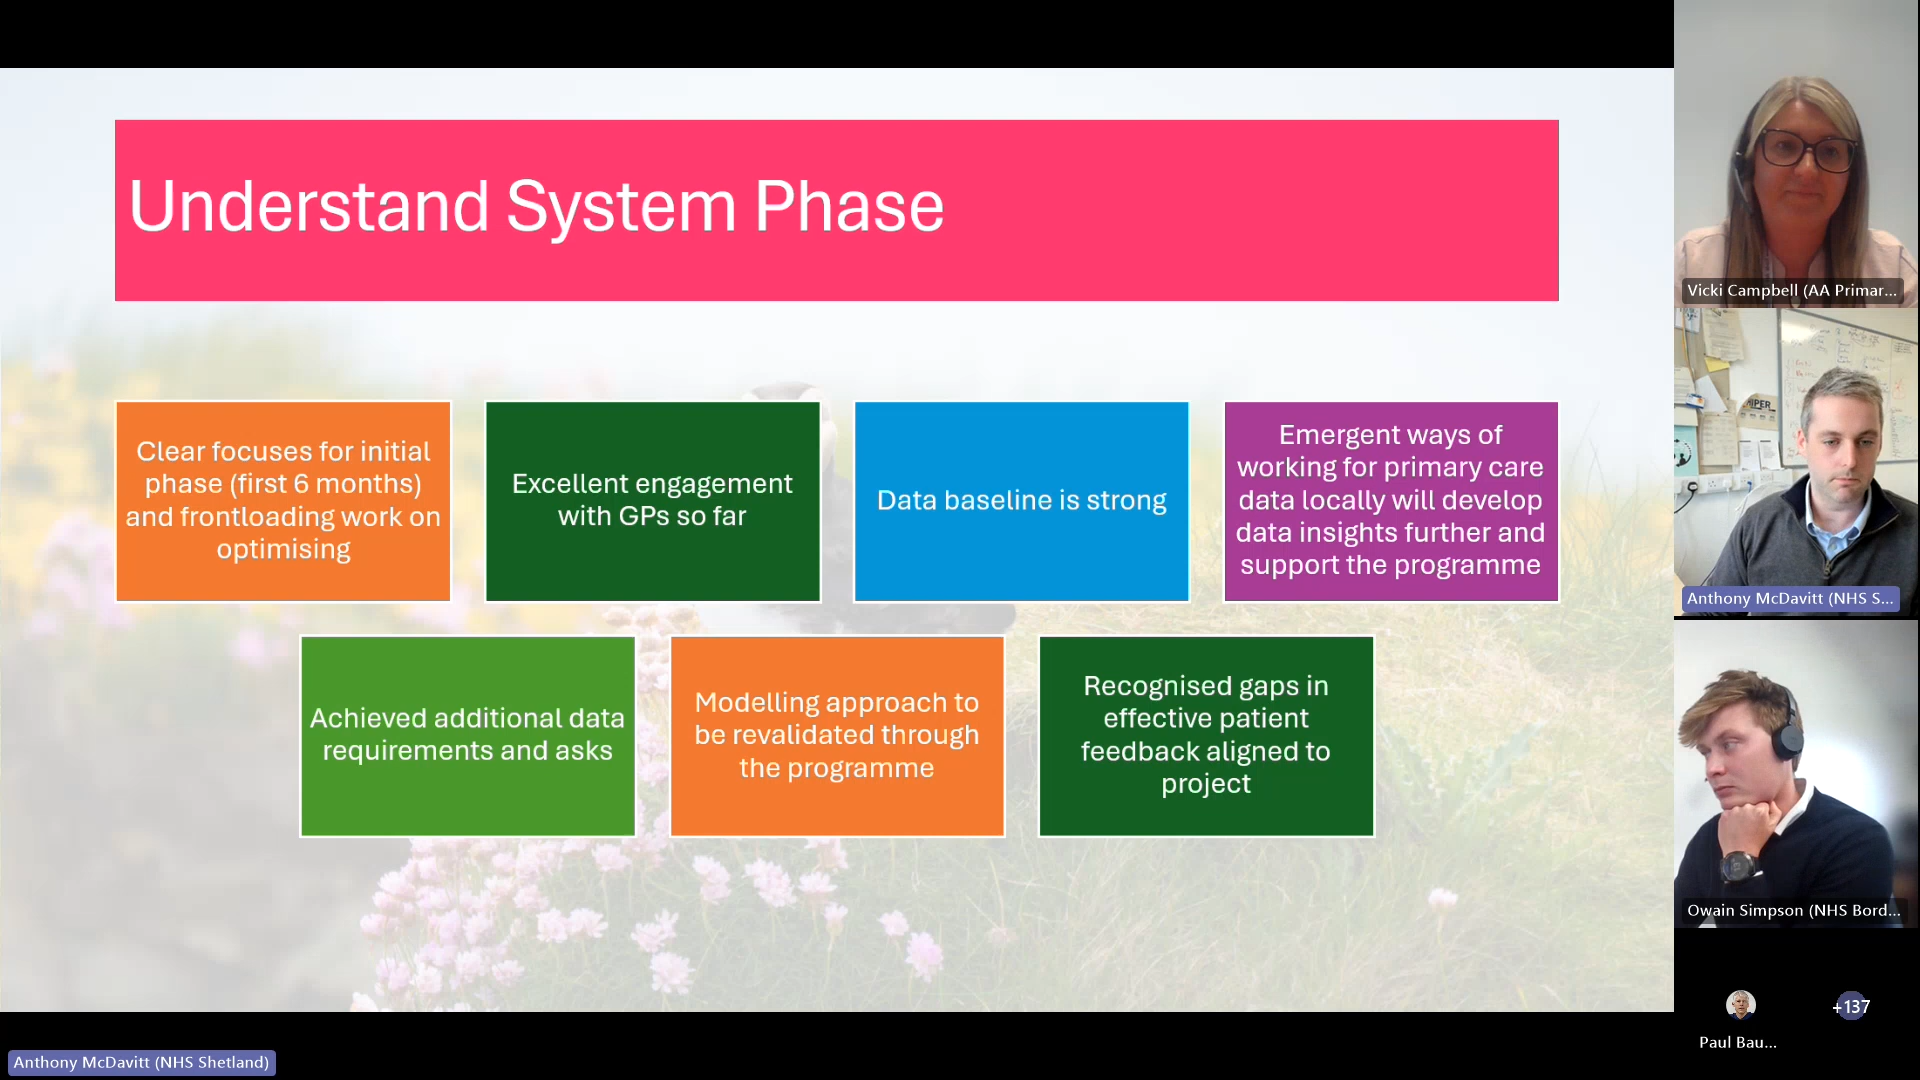 Understand System Phase
Clear focuses for initial
phase (first 6 months)
and frontloading work on
optimising
Excellent engagement
with GPs so far
Data baseline is strong
Emergent ways of
working for primary care
data locally will develop
data insights further and
support the programme
Achieved additional data
requirements and asks
Modelling approach to
be revalidated through
the programme
Recognised gaps in
effective patient
feedback aligned to
project
Vicki Campbell (AA Primar...
Anthony McDavitt (NHS S...
Owain Simpson (NHS Bord...
Paul Bau...
+137
Anthony McDavitt (NHS Shetland)